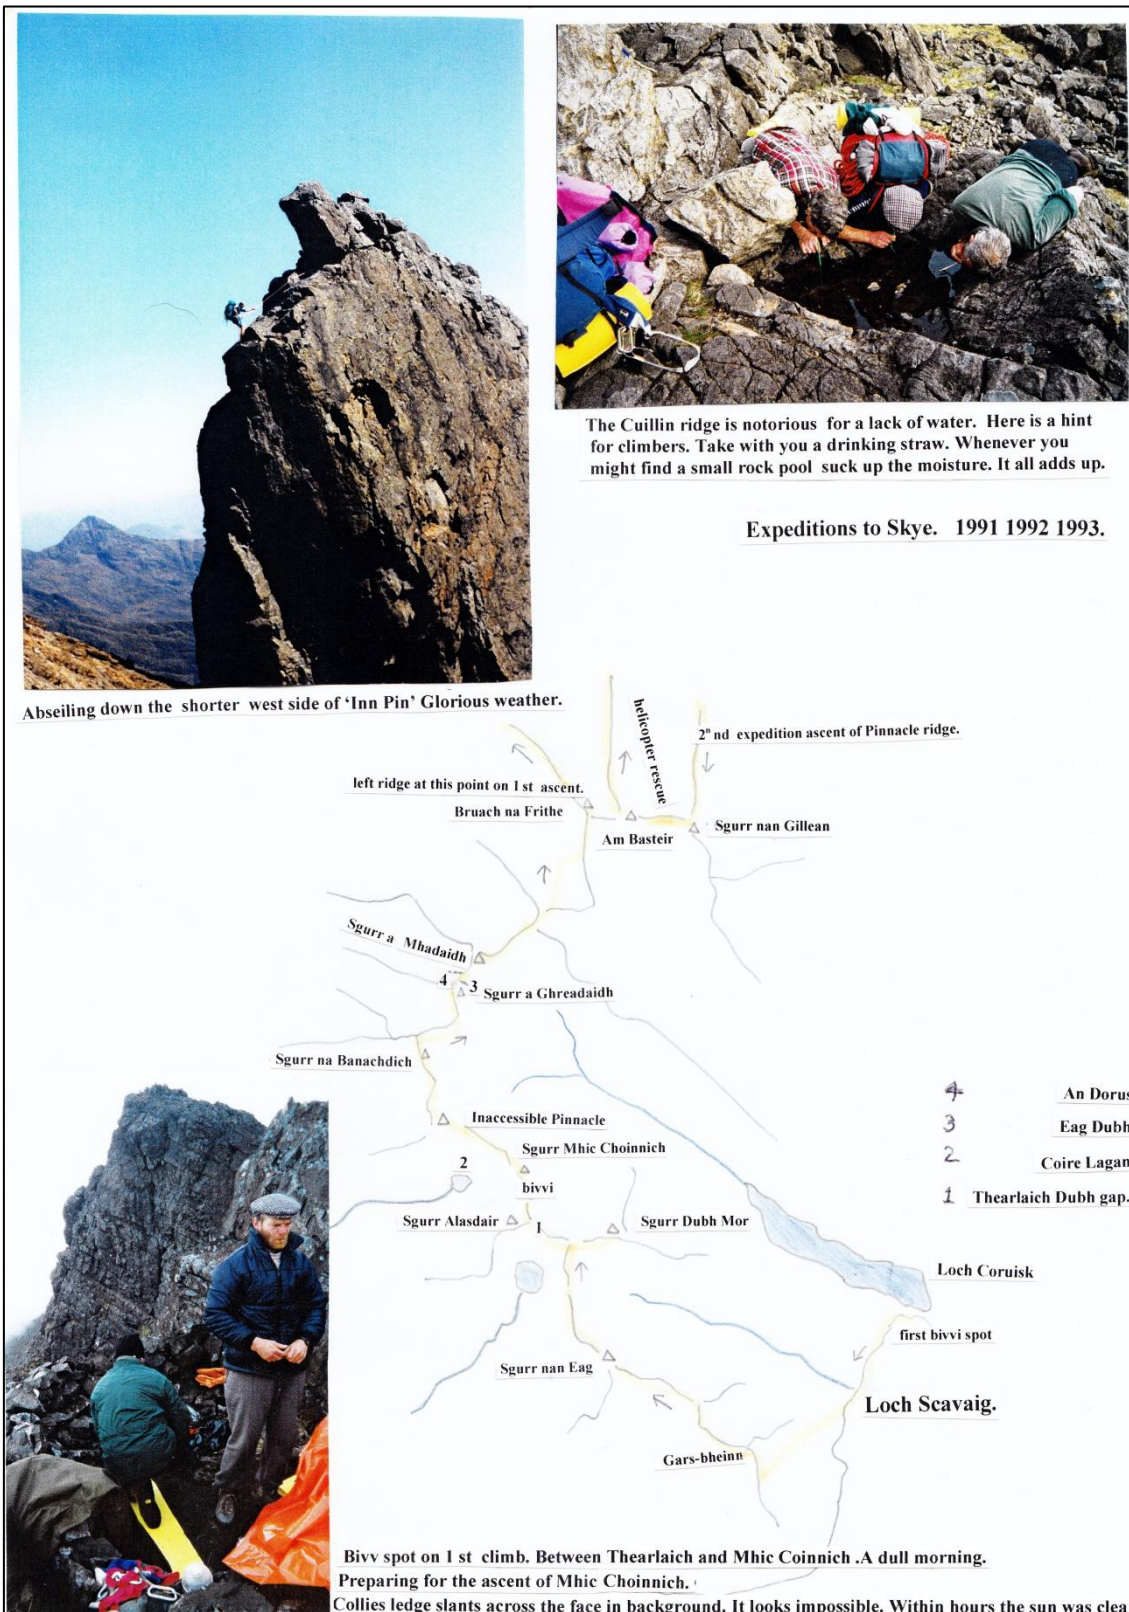 The Cuillin ridge is notorious for a lack of water. Here is a hint
for climbers. Take with you a drinking straw. Whenever you
might find a small rock pool suck up the moisture. It all adds up.
Expeditions to Skye. 1991 1992 1993.
Abseiling down the shorter west side of ‘Inn Pin’ Glorious weather.
helicopter rescue
2ⁿ nd expedition ascent of Pinnacle ridge.
left ridge at this point on 1 st ascent.
Bruach na Frithe
Am Basteir
Sgurr nan Gillean
Sgurr a Mhadaidh
4 3
Sgurr a Ghreadaidh
Sgurr na Banachdich
Inaccessible Pinnacle
Sgurr Mhic Choinnich
2
bivvi
Sgurr Alasdair
1
Sgurr Dubh Mor
4 An Dorus
3 Eag Dubh
2 Coire Lagan
1 Thearlaich Dubh gap.
Loch Coruisk
first bivvi spot
Sgurr nan Eag
Loch Scavaig.
Gars-bheinn
Bivv spot on 1 st climb. Between Thearlaich and Mhic Coinnich .A dull morning.
Preparing for the ascent of Mhic Choinnich.
Collies ledge slants across the face in background. It looks impossible. Within hours the sun was clea